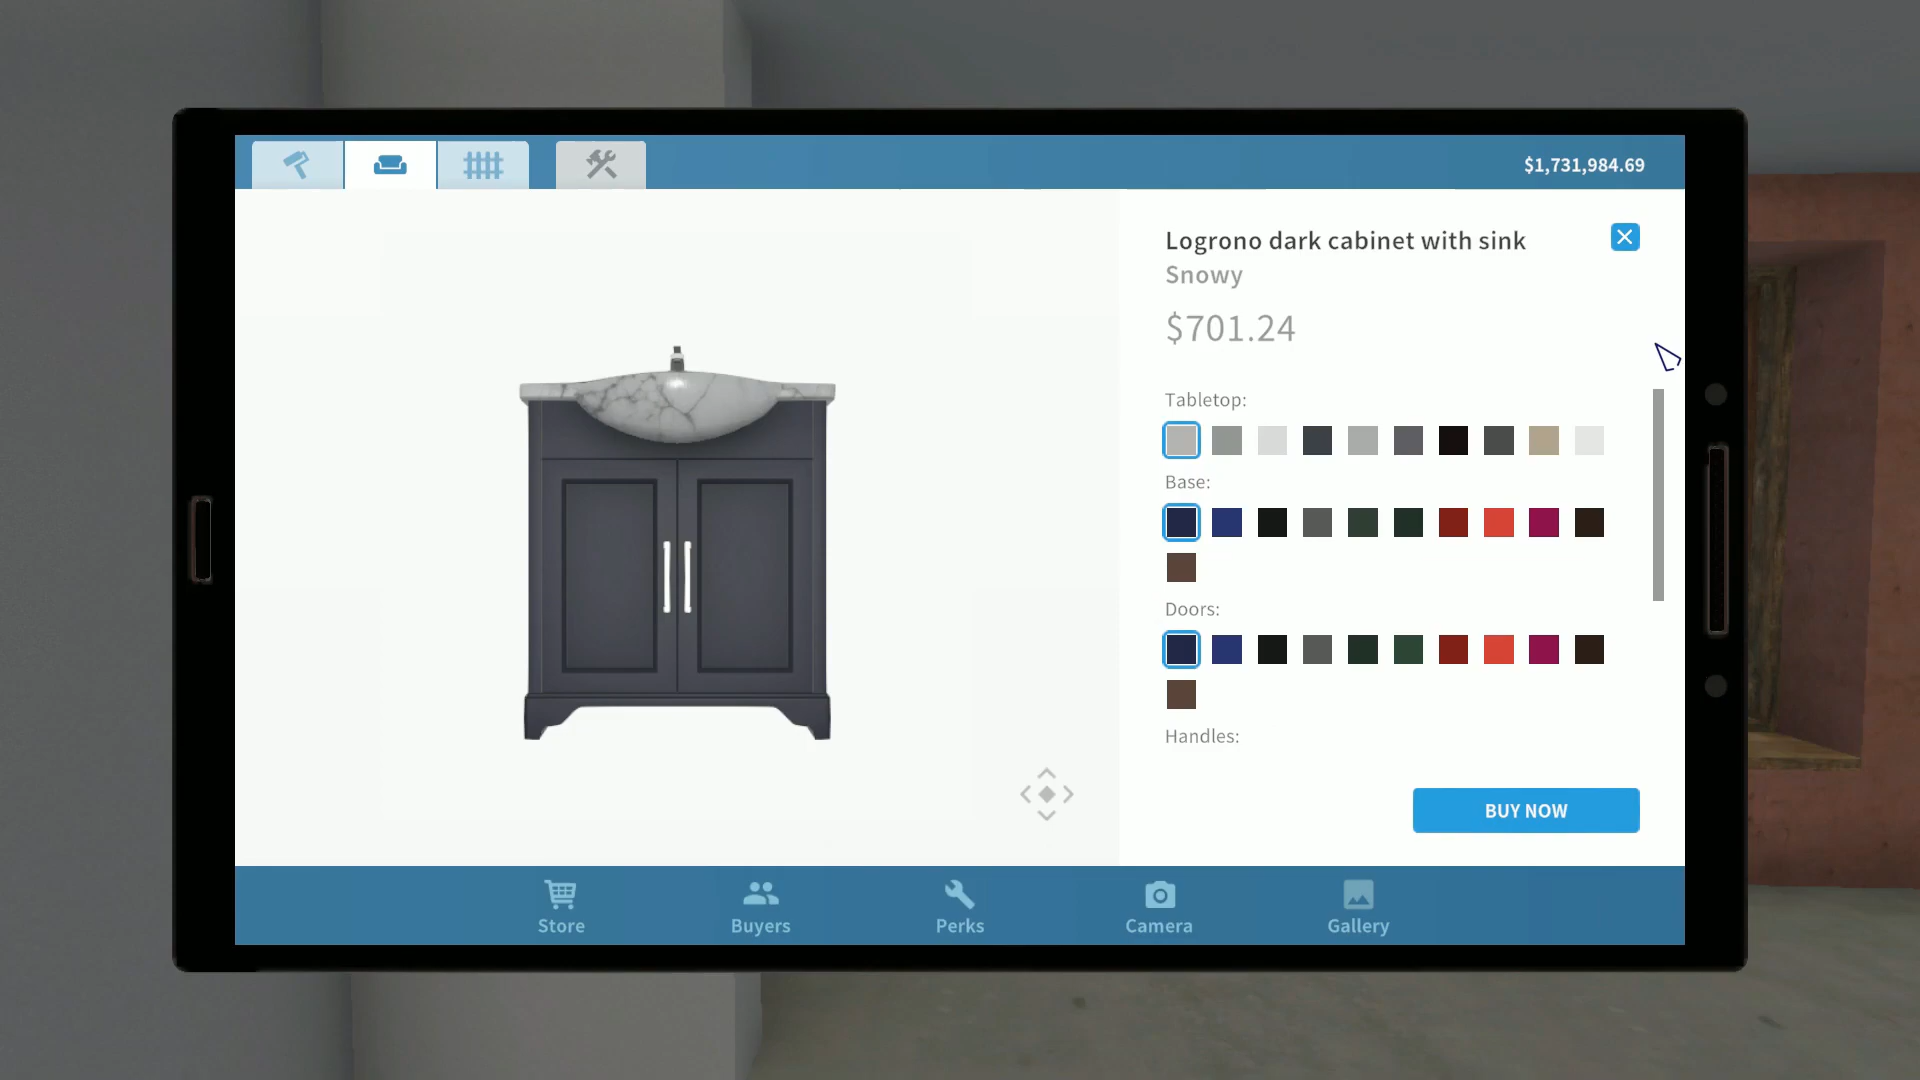 $1,731,984.69
Logrono dark cabinet with sink
Snowy
$701.24
Tabletop:
Base:
Doors:
Handles:
BUY NOW
Store
Buyers
Perks
Camera
Gallery